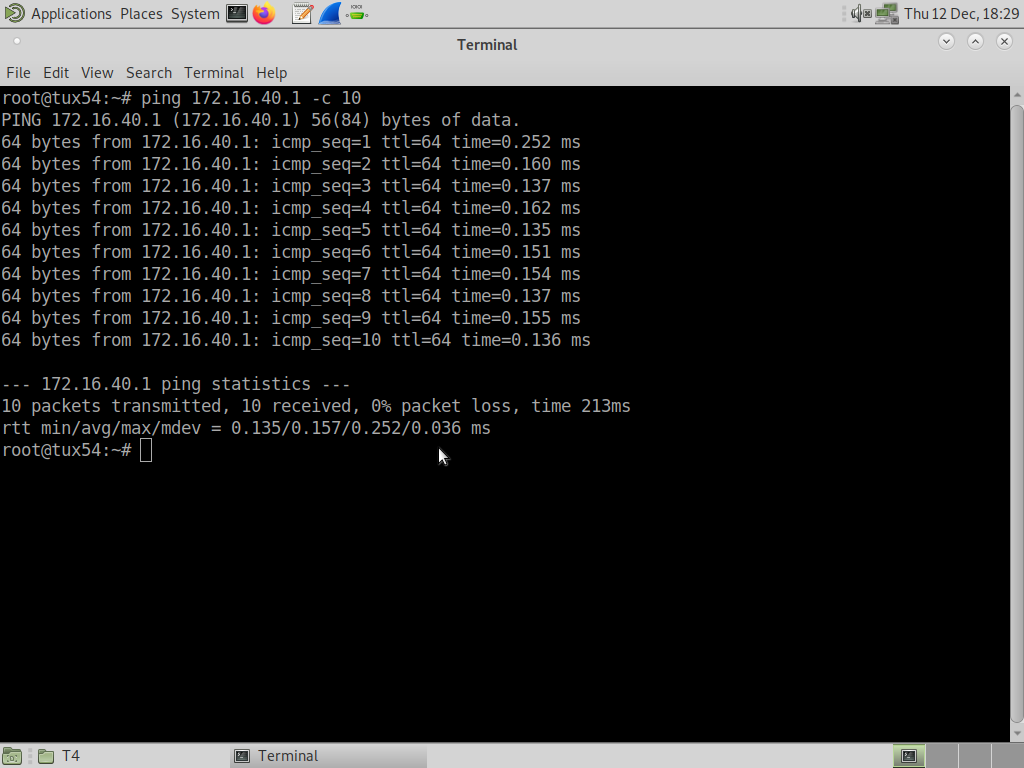 Applications Places System Thu 12 Dec, 18:29
Terminal
File Edit View Search Terminal Help
root@tux54:~# ping 172.16.40.1 -c 10
PING 172.16.40.1 (172.16.40.1) 56(84) bytes of data.
64 bytes from 172.16.40.1: icmp_seq=1 ttl=64 time=0.252 ms
64 bytes from 172.16.40.1: icmp_seq=2 ttl=64 time=0.160 ms
64 bytes from 172.16.40.1: icmp_seq=3 ttl=64 time=0.137 ms
64 bytes from 172.16.40.1: icmp_seq=4 ttl=64 time=0.162 ms
64 bytes from 172.16.40.1: icmp_seq=5 ttl=64 time=0.135 ms
64 bytes from 172.16.40.1: icmp_seq=6 ttl=64 time=0.151 ms
64 bytes from 172.16.40.1: icmp_seq=7 ttl=64 time=0.154 ms
64 bytes from 172.16.40.1: icmp_seq=8 ttl=64 time=0.137 ms
64 bytes from 172.16.40.1: icmp_seq=9 ttl=64 time=0.155 ms
64 bytes from 172.16.40.1: icmp_seq=10 ttl=64 time=0.136 ms
--- 172.16.40.1 ping statistics ---
10 packets transmitted, 10 received, 0% packet loss, time 213ms
rtt min/avg/max/mdev = 0.135/0.157/0.252/0.036 ms
root@tux54:~#
T4 Terminal